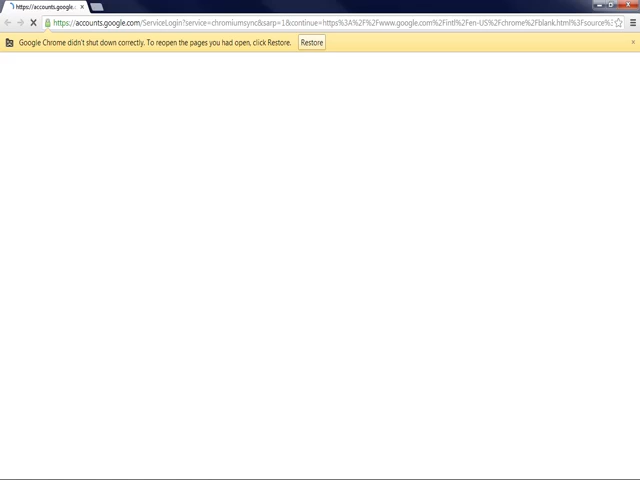 https://accounts.google.
https://accounts.google.com/ServiceLogin?service=chromiumsync&sarp=1&continue=https%3A%2F%2Fwww.google.com%2Fintl%2Fen-US%2Fchrome%2Fblank.html%3Fsource%3
Google Chrome didn't shut down correctly. To reopen the pages you had open, click Restore. Restore